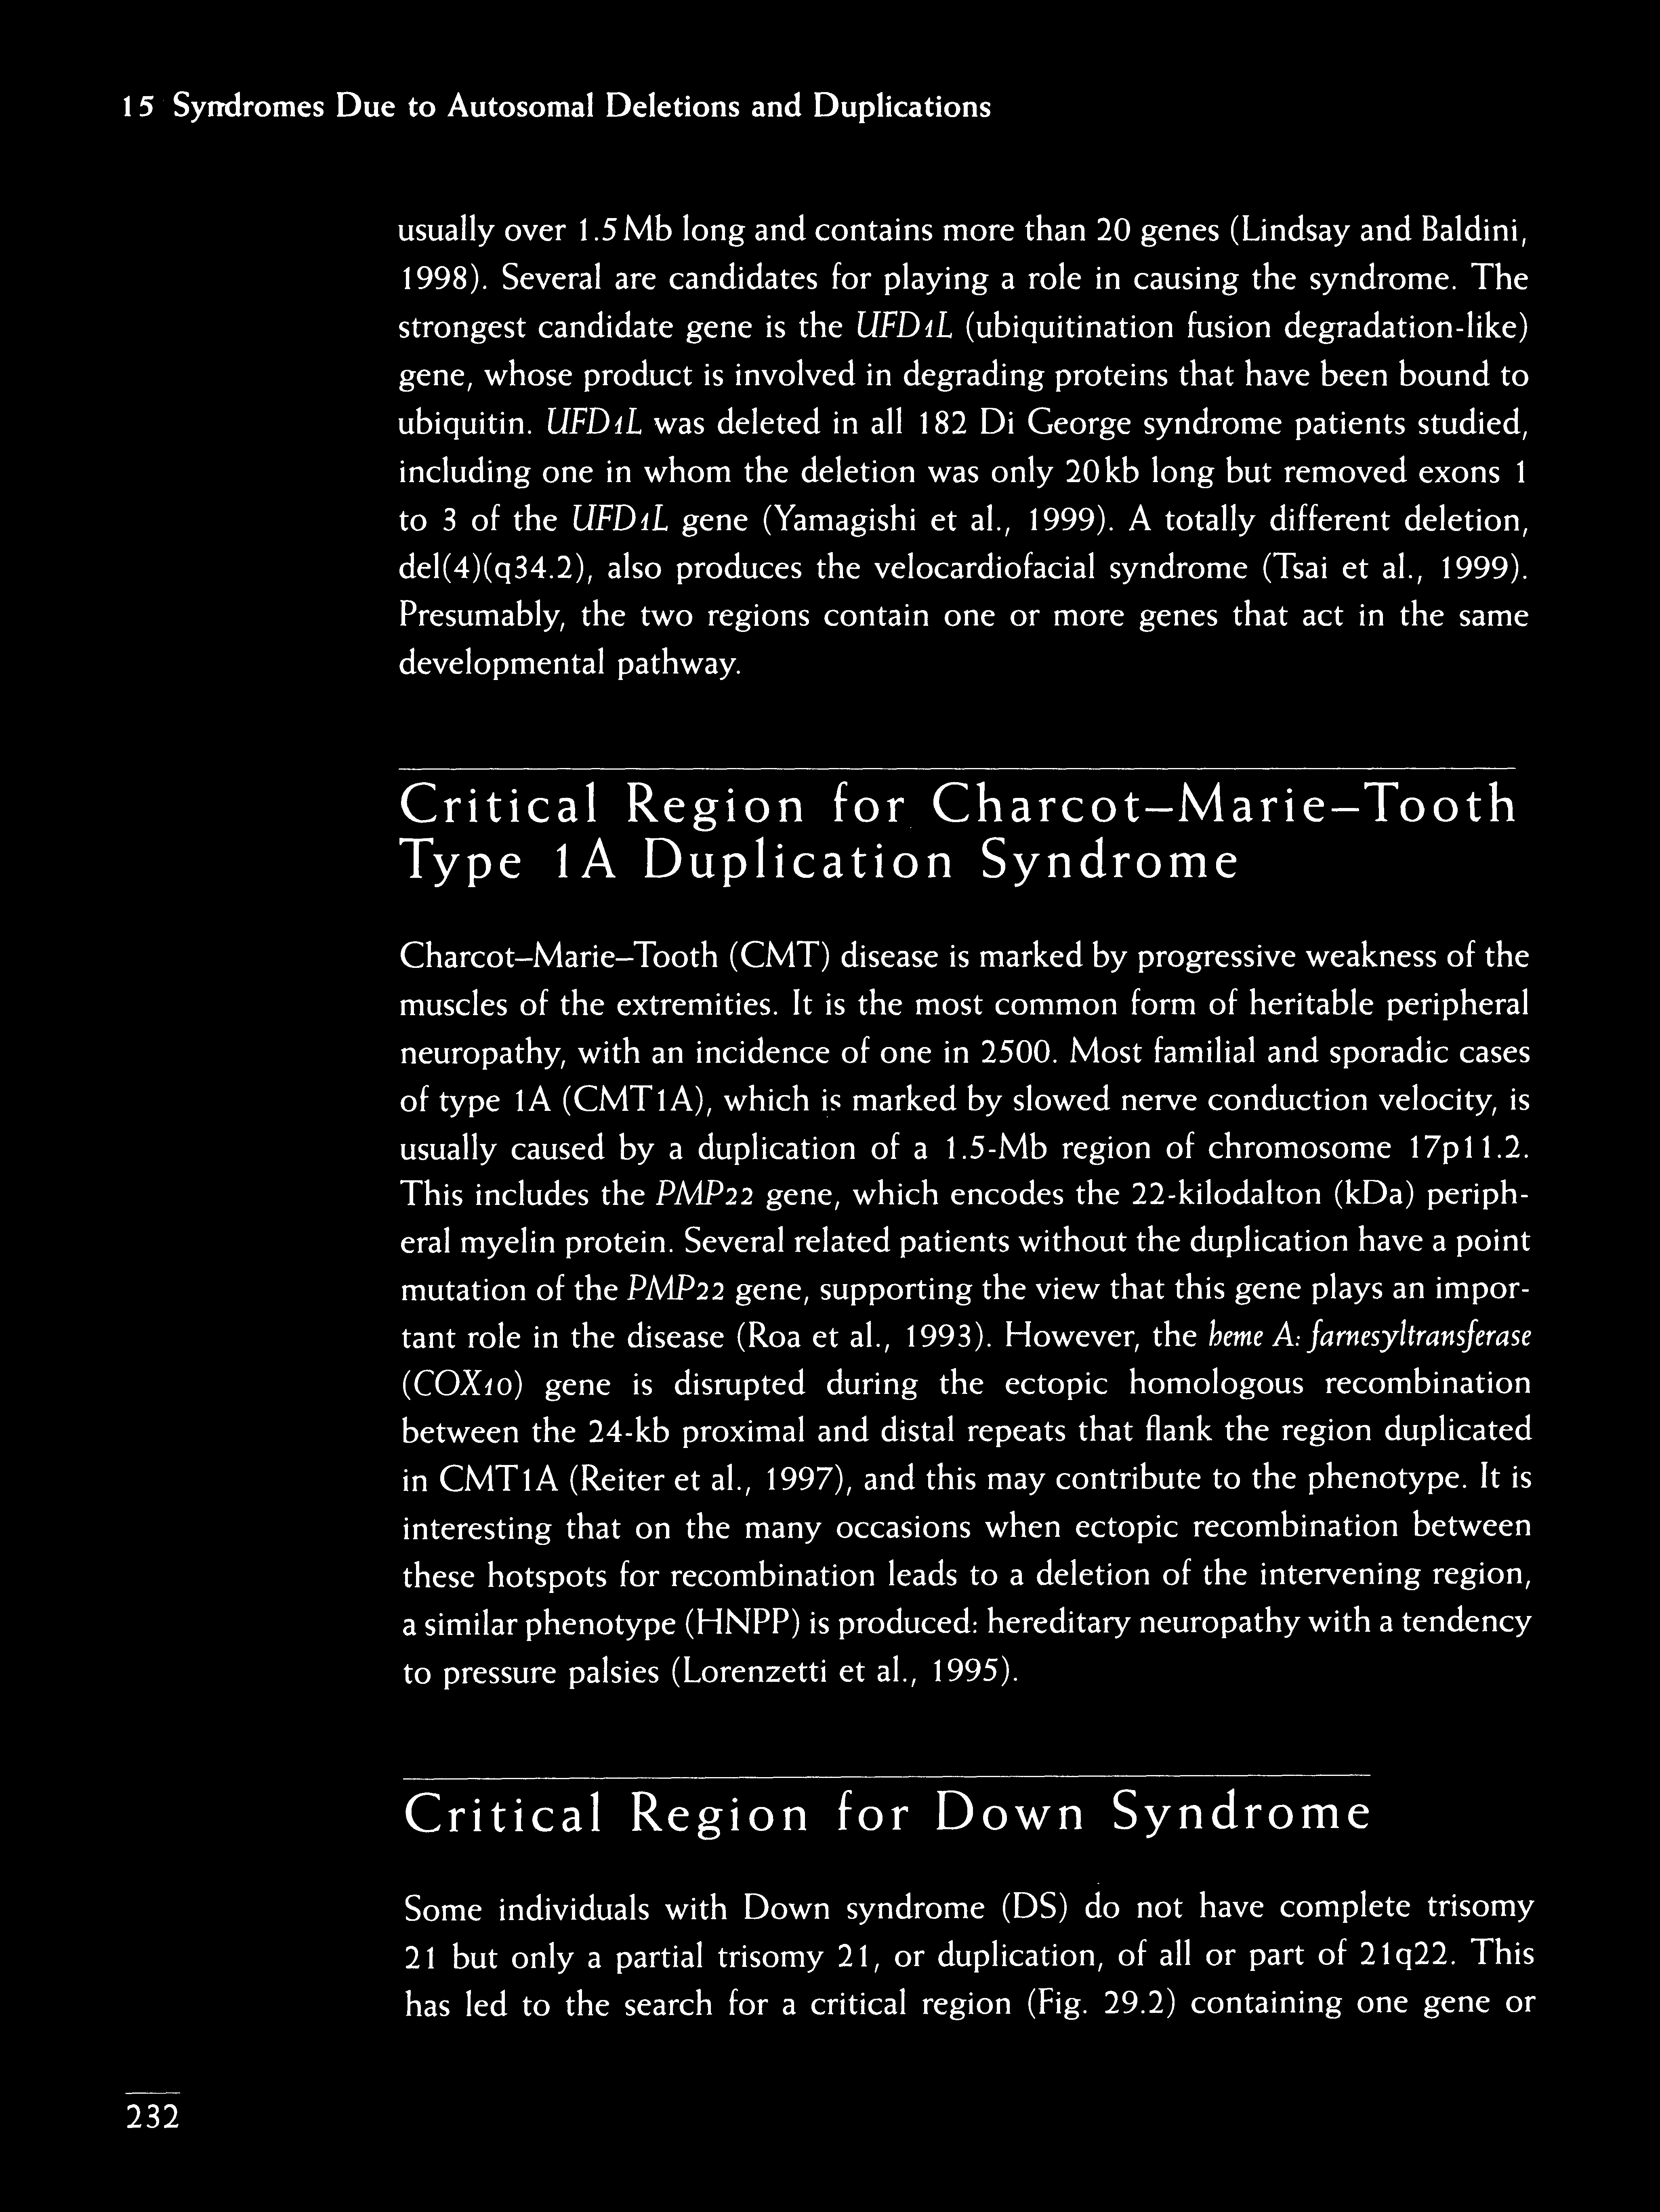 15 Syndromes Due to Autosomal Deletions and Duplications
usually over 1.5 Mb long and contains more than 20 genes (Lindsay and Baldini,
1998). Several are candidates for playing a role in causing the syndrome. The
strongest candidate gene is the UFD1L (ubiquitination fusion degradation-like)
gene, whose product is involved in degrading proteins that have been bound to
ubiquitin. UFD1L was deleted in all 182 Di George syndrome patients studied,
including one in whom the deletion was only 20 kb long but removed exons 1
to 3 of the UFD1L gene (Yamagishi et al., 1999). A totally different deletion,
del(4)(q34.2), also produces the velocardiofacial syndrome (Tsai et al., 1999).
Presumably, the two regions contain one or more genes that act in the same
developmental pathway.
Critical Region for Charcot–Marie–Tooth
Type 1A Duplication Syndrome
Charcot–Marie–Tooth (CMT) disease is marked by progressive weakness of the
muscles of the extremities. It is the most common form of heritable peripheral
neuropathy, with an incidence of one in 2500. Most familial and sporadic cases
of type 1A (CMT1A), which is marked by slowed nerve conduction velocity, is
usually caused by a duplication of a 1.5-Mb region of chromosome 17p11.2.
This includes the PMP22 gene, which encodes the 22-kilodalton (kDa) periph-
eral myelin protein. Several related patients without the duplication have a point
mutation of the PMP22 gene, supporting the view that this gene plays an impor-
tant role in the disease (Roa et al., 1993). However, the heme A: farnesyltransferase
(COX10) gene is disrupted during the ectopic homologous recombination
between the 24-kb proximal and distal repeats that flank the region duplicated
in CMT1A (Reiter et al., 1997), and this may contribute to the phenotype. It is
interesting that on the many occasions when ectopic recombination between
these hotspots for recombination leads to a deletion of the intervening region,
a similar phenotype (HNPP) is produced: hereditary neuropathy with a tendency
to pressure palsies (Lorenzetti et al., 1995).
Critical Region for Down Syndrome
Some individuals with Down syndrome (DS) do not have complete trisomy
21 but only a partial trisomy 21, or duplication, of all or part of 21q22. This
has led to the search for a critical region (Fig. 29.2) containing one gene or
232